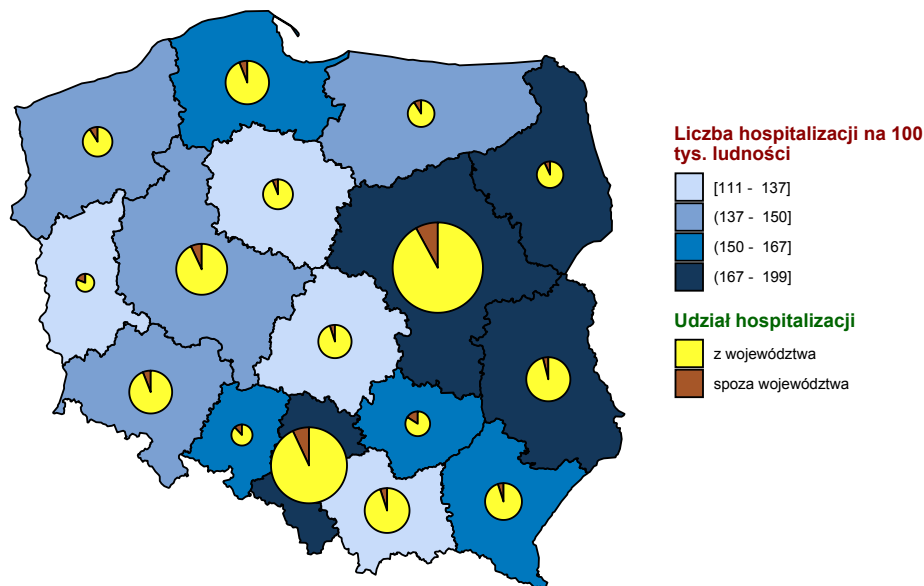 Liczba hospitalizacji na 100
tys. ludności
[111 - 137]
(137 - 150]
(150 - 167]
(167 - 199]
Udział hospitalizacji
z województwa
spoza województwa